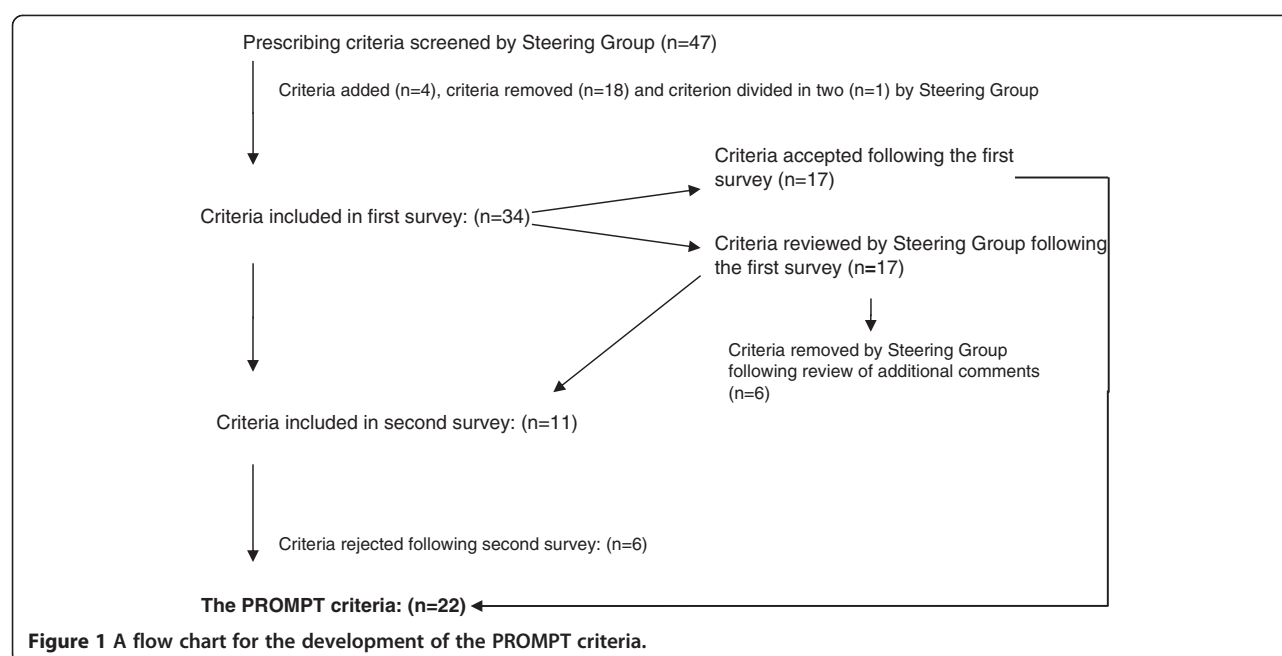 Prescribing criteria screened by Steering Group (n=47)
Criteria added (n=4), criteria removed (n=18) and criterion divided in two (n=1) by Steering Group
Criteria accepted following the first
survey (n=17)
Criteria included in first survey: (n=34)
Criteria reviewed by Steering Group following
the first survey (n=17)
Criteria removed by Steering Group
following review of additional comments
(n=6)
Criteria included in second survey: (n=11)
Criteria rejected following second survey: (n=6)
The PROMPT criteria: (n=22)
Figure 1 A flow chart for the development of the PROMPT criteria.